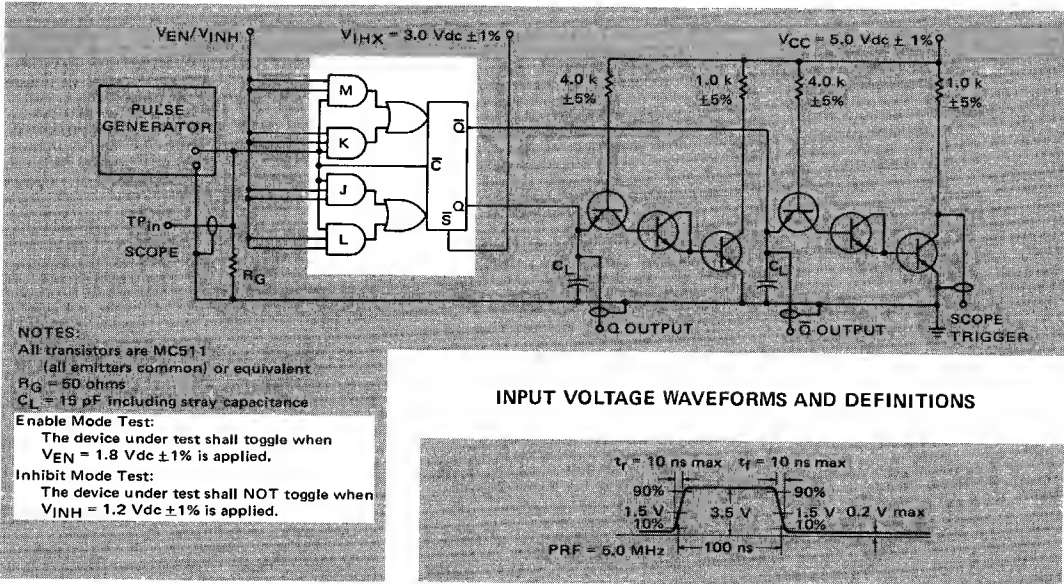 VEN/VINH
VIHX = 3.0 Vdc ±1%
VCC = 5.0 Vdc ± 1%
4.0 k
±5%
1.0 k
±5%
4.0 k
±5%
1.0 k
±5%
PULSE
GENERATOR
M
K
J
L
Q̅
C̅
Q
S̅
TPin
SCOPE
RG
CL
CL
Q OUTPUT
Q̅ OUTPUT
SCOPE
TRIGGER
NOTES:
All transistors are MC511
(all emitters common) or equivalent
RG = 50 ohms
CL = 15 pF including stray capacitance
Enable Mode Test:
The device under test shall toggle when
VEN = 1.8 Vdc ±1% is applied.
Inhibit Mode Test:
The device under test shall NOT toggle when
VINH = 1.2 Vdc ±1% is applied.
INPUT VOLTAGE WAVEFORMS AND DEFINITIONS
tr = 10 ns max tf = 10 ns max
90% 90%
1.5 V 3.5 V 1.5 V 0.2 V max
10% 10%
PRF = 5.0 MHz 100 ns